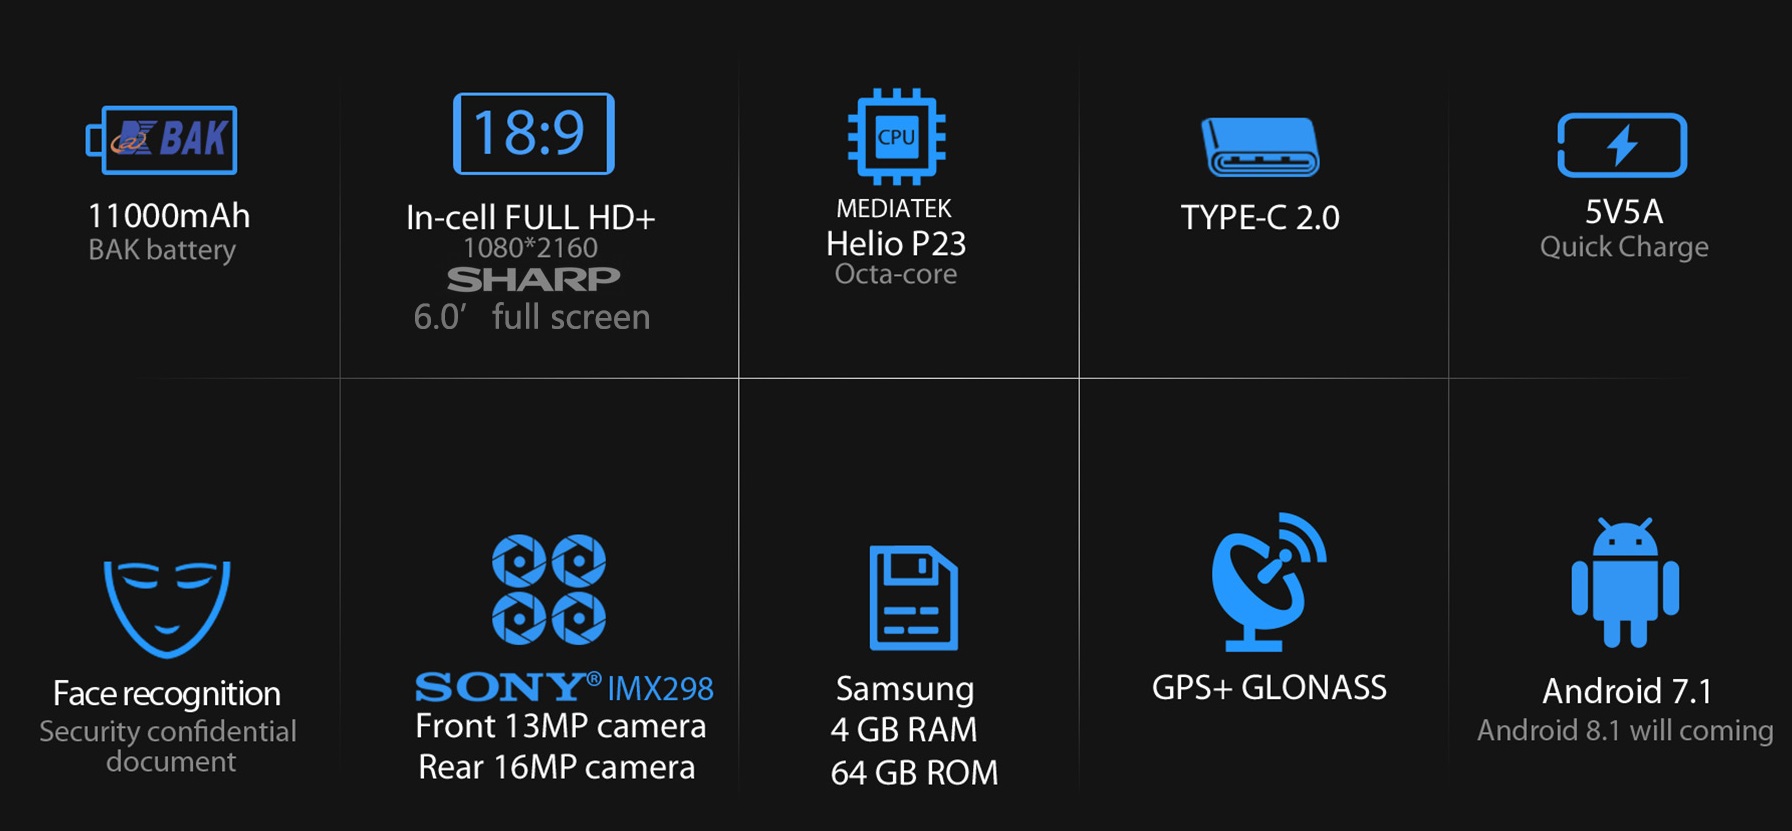 BAK
11000mAh
BAK battery
18:9
In-cell FULL HD+
1080*2160
SHARP
6.0' full screen
CPU
MEDIATEK
Helio P23
Octa-core
TYPE-C 2.0
5V5A
Quick Charge
Face recognition
Security confidential
document
SONY® IMX298
Front 13MP camera
Rear 16MP camera
Samsung
4 GB RAM
64 GB ROM
GPS+ GLONASS
Android 7.1
Android 8.1 will coming